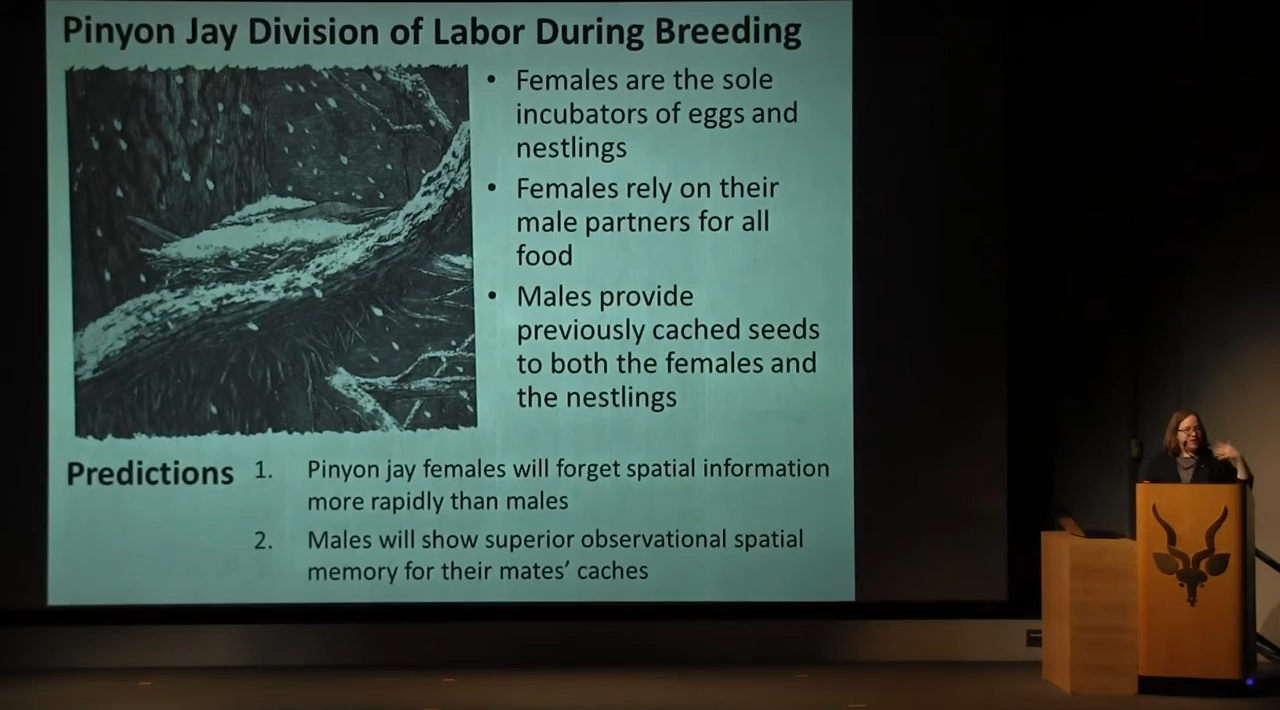 Pinyon Jay Division of Labor During Breeding
• Females are the sole
incubators of eggs and
nestlings
• Females rely on their
male partners for all
food
• Males provide
previously cached seeds
to both the females and
the nestlings
Predictions
1. Pinyon jay females will forget spatial information
more rapidly than males
2. Males will show superior observational spatial
memory for their mates’ caches